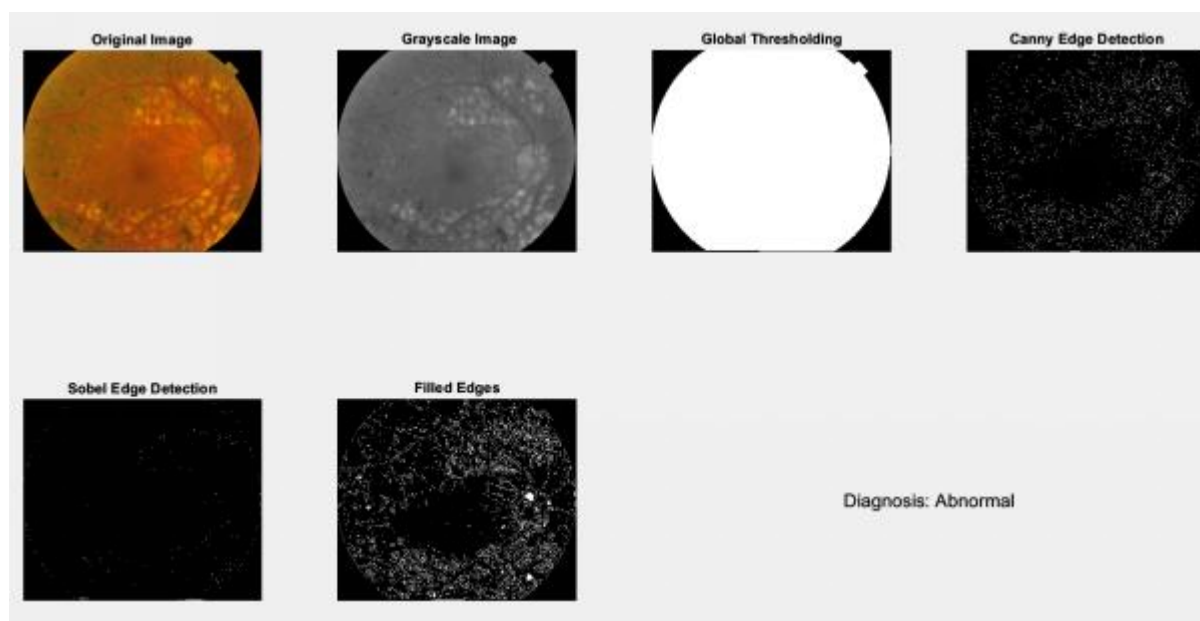 Original Image
Grayscale Image
Global Thresholding
Canny Edge Detection
Sobel Edge Detection
Filled Edges
Diagnosis: Abnormal